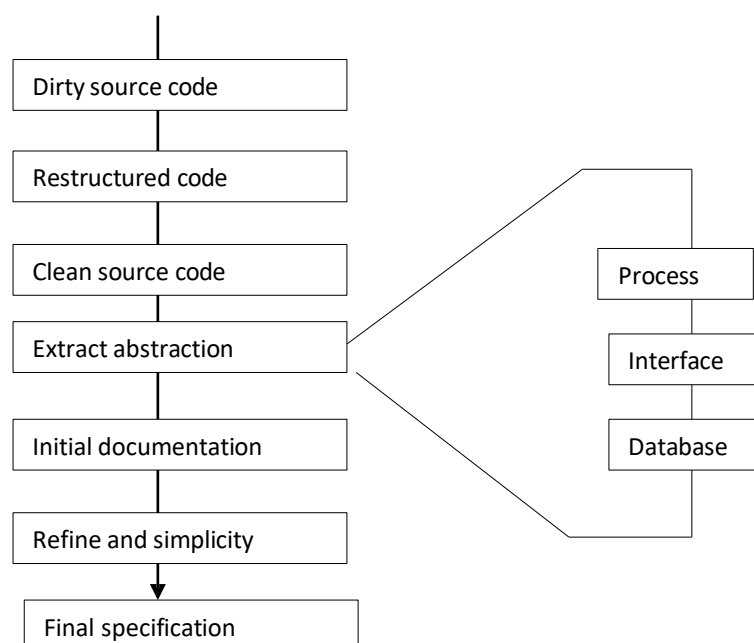 Dirty source code
Restructured code
Clean source code
Extract abstraction
Initial documentation
Refine and simplicity
Final specification
Process
Interface
Database